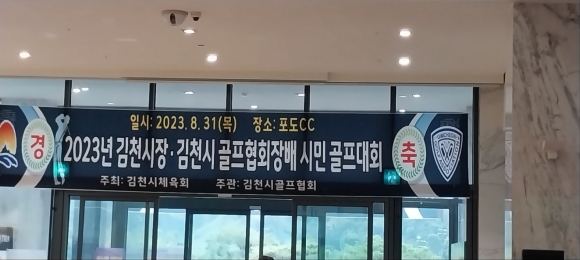 일시: 2023. 8. 31(목) 장소: 포도CC
경 2023년 김천시장·김천시 골프협회장배 시민 골프대회 축
주최: 김천시체육회 주관: 김천시골프협회